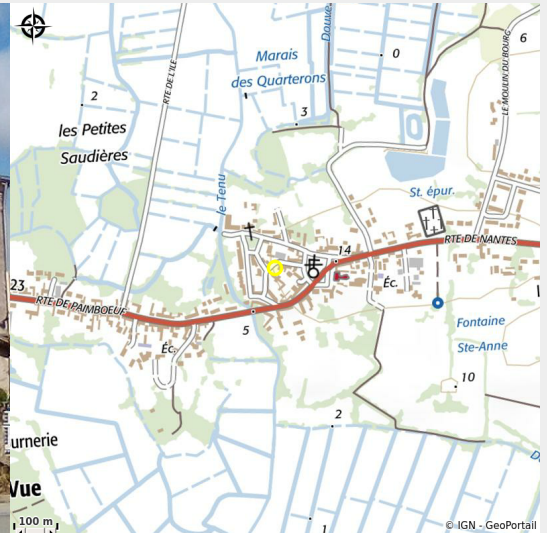 Douve
6
Marais
des Quarterons
0
LE MOULIN DU BOURG
RTE DE L'ILE
2
3
les Petites
Saudières
St. épur.
le Tenu
14
RTE DE NANTES
23
RTE DE PAIMBOEUF
Éc.
5
Fontaine
Ste-Anne
Éc.
10
2
urnerie
Vue
100 m
1
© IGN - GeoPortail